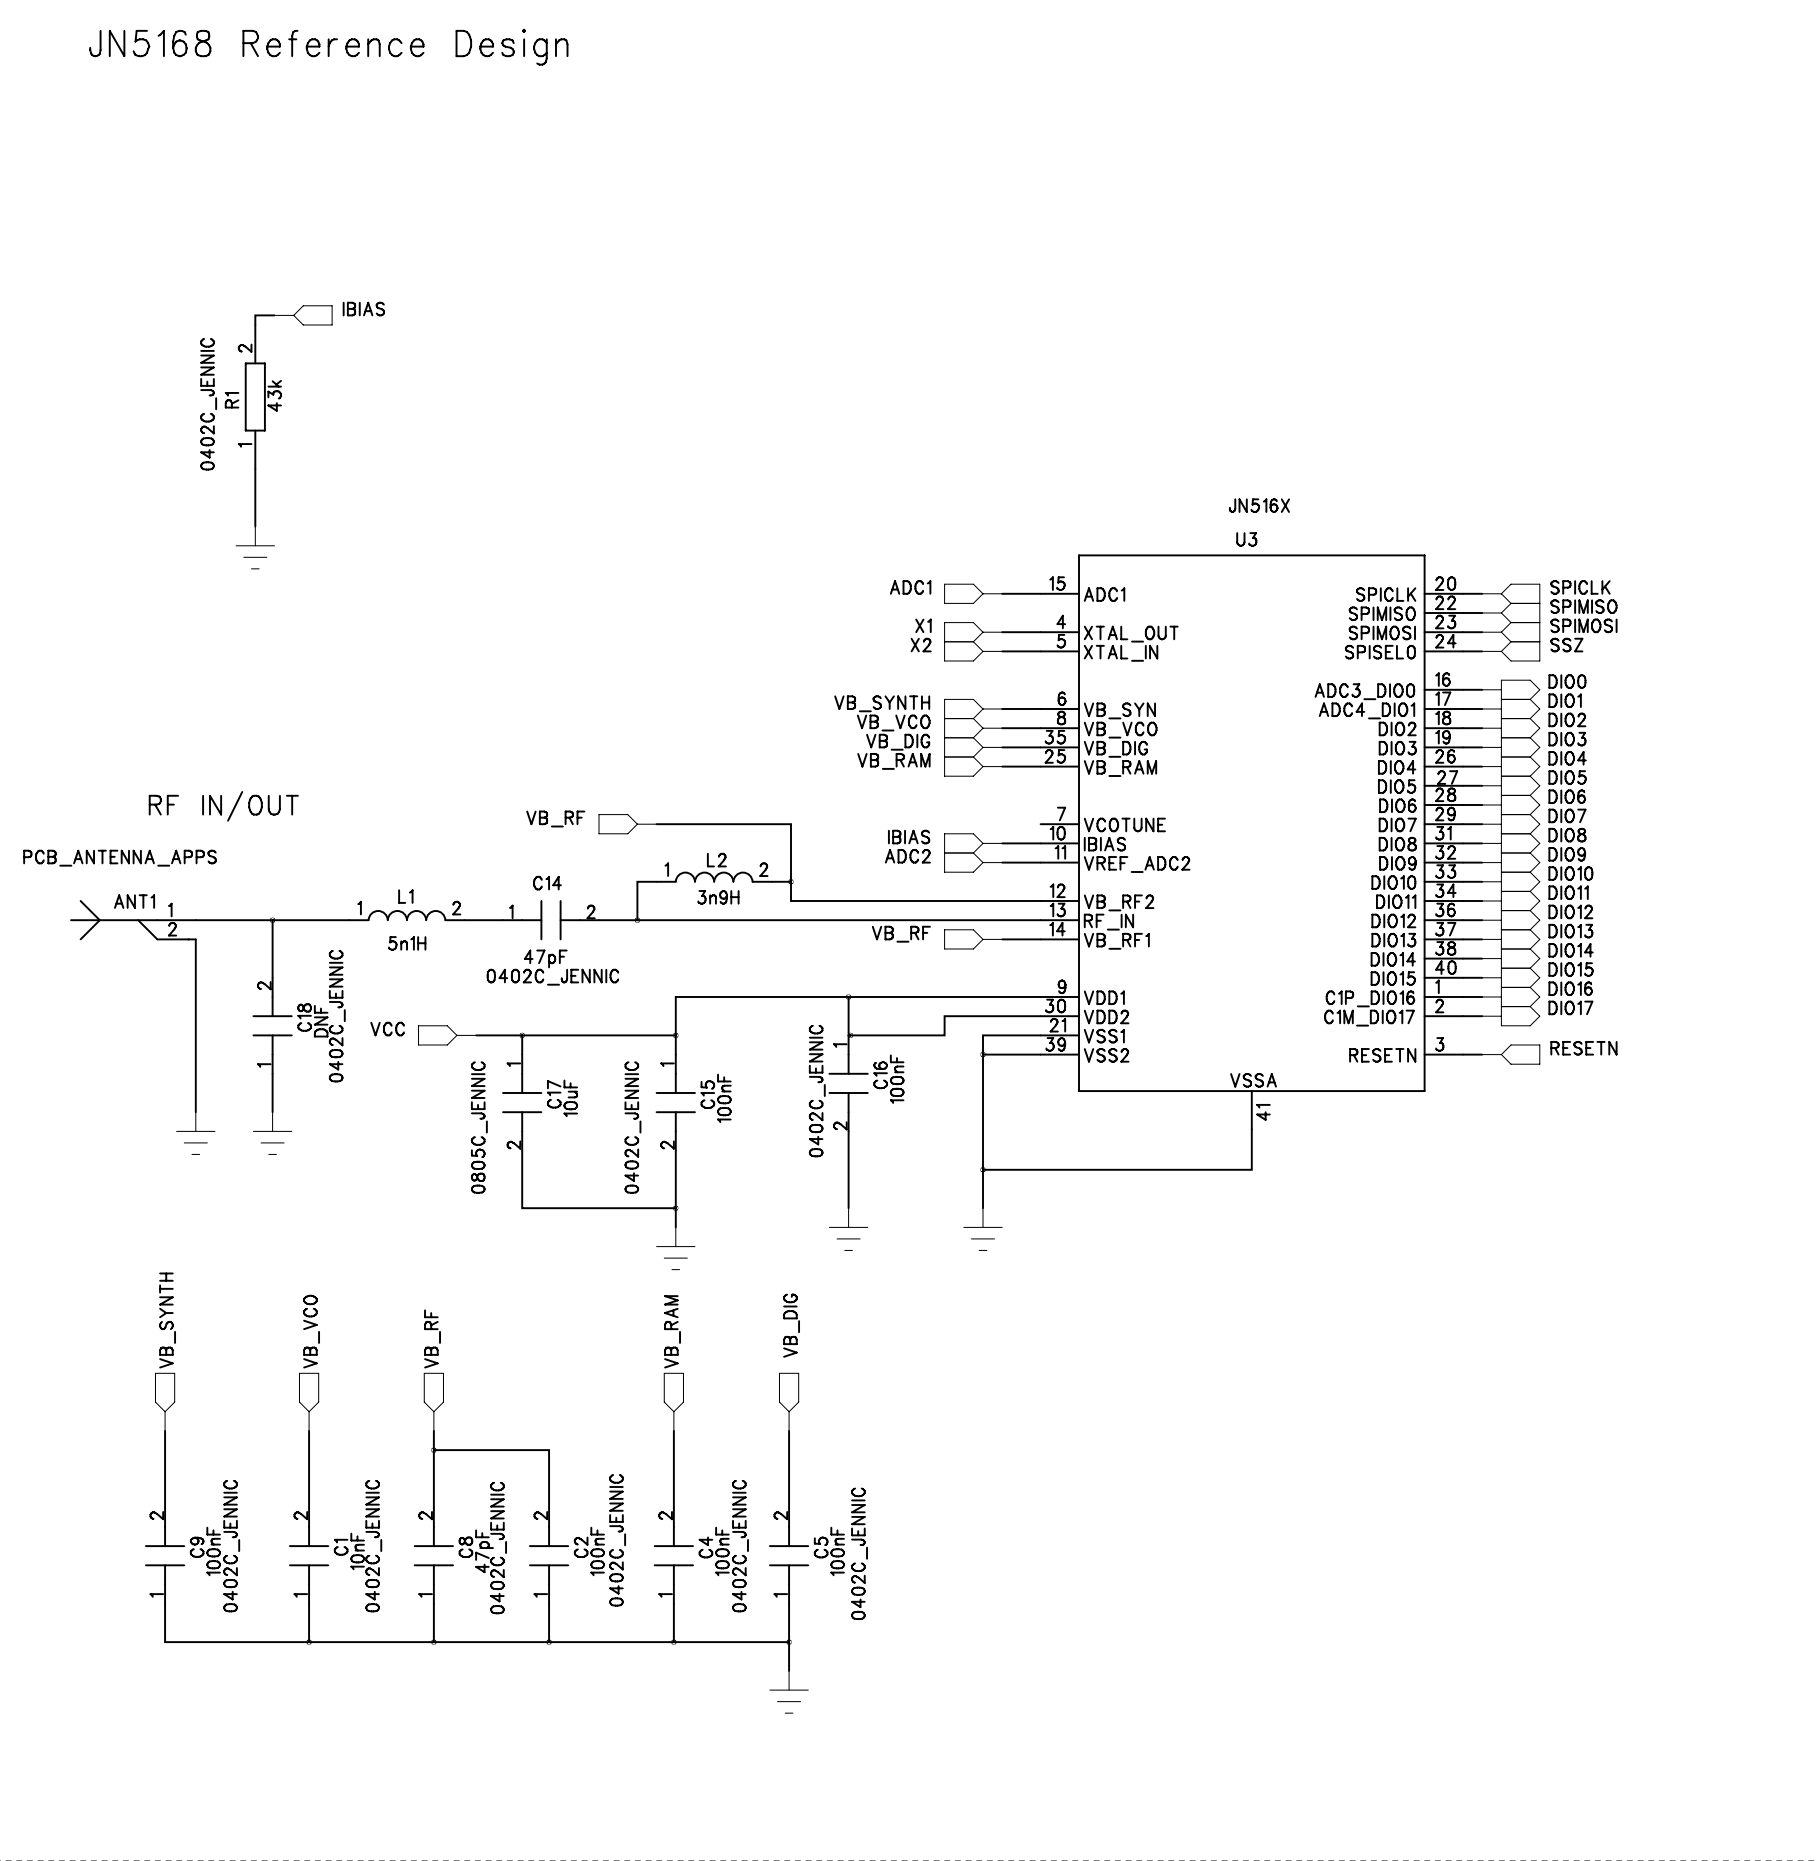 JN5168 Reference Design
IBIAS
0402C_JENNIC
R1
43k
2
1
JN516X
U3
ADC1 15 ADC1
X1 4 XTAL_OUT
X2 5 XTAL_IN
VB_SYNTH 6 VB_SYN
VB_VCO 8 VB_VCO
VB_DIG 35 VB_DIG
VB_RAM 25 VB_RAM
7 VCOTUNE
IBIAS 10 IBIAS
ADC2 11 VREF_ADC2
12 VB_RF2
13 RF_IN
VB_RF 14 VB_RF1
9 VDD1
30 VDD2
21 VSS1
39 VSS2
VSSA
41
SPICLK 20 SPICLK
SPIMISO 22 SPIMISO
SPIMOSI 23 SPIMOSI
SPISEL0 24 SSZ
ADC3_DIO0 16 DIO0
ADC4_DIO1 17 DIO1
DIO2 18 DIO2
DIO3 19 DIO3
DIO4 26 DIO4
DIO5 27 DIO5
DIO6 28 DIO6
DIO7 29 DIO7
DIO8 31 DIO8
DIO9 32 DIO9
DIO10 33 DIO10
DIO11 34 DIO11
DIO12 36 DIO12
DIO13 37 DIO13
DIO14 38 DIO14
DIO15 40 DIO15
C1P_DIO16 1 DIO16
C1M_DIO17 2 DIO17
RESETN 3 RESETN
RF IN/OUT
PCB_ANTENNA_APPS
ANT1
1
2
VB_RF
1 L2 2
3n9H
1 L1 2
5n1H
C14
1 2
47pF
0402C_JENNIC
2
1
C18
DNF
0402C_JENNIC
VCC
1
2
0805C_JENNIC
C17
10uF
1
2
0402C_JENNIC
C15
100nF
1
2
0402C_JENNIC
C16
100nF
VB_SYNTH
2
1
C9
100nF
0402C_JENNIC
VB_VCO
2
1
C1
10nF
0402C_JENNIC
VB_RF
2
1
C8
47pF
0402C_JENNIC
2
1
C2
100nF
0402C_JENNIC
VB_RAM
2
1
C4
100nF
0402C_JENNIC
VB_DIG
2
1
C5
100nF
0402C_JENNIC